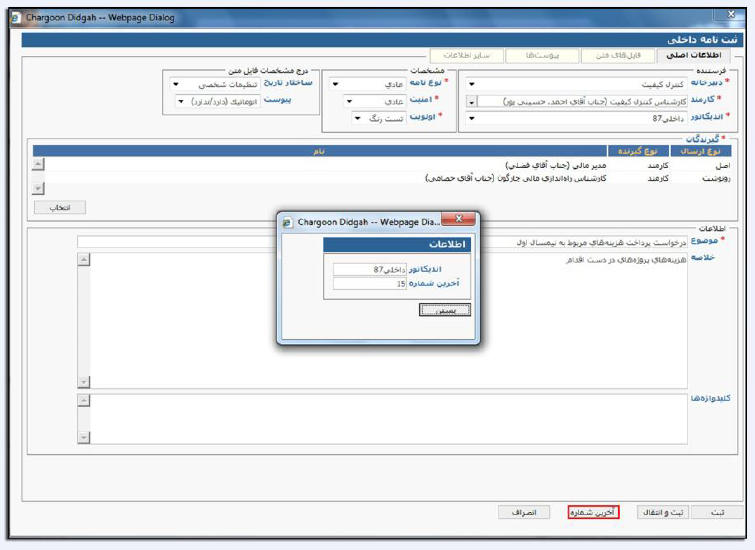 Chargoon Didgah -- Webpage Dialog
ثبت نامه داخلی
اطلاعات اصلی فایل‌های متن پیوست‌ها سایر اطلاعات
فرستنده مشخصات درج مشخصات فایل متن
* دبیرخانه کنترل کیفیت * نوع نامه عادی ساختار تاریخ تنظیمات شخصی
* کارمند کارشناس کنترل کیفیت (جناب آقای احمد، حسینی پور) * امنیت عادی پیوست اتوماتیک (دارد/ندارد)
* اندیکاتور داخلی87 * اولویت تست رنگ
* گیرندگان
نوع ارسال نوع گیرنده نام
اصل کارمند مدیر مالی (جناب آقای فضلی)
رونوشت کارمند کارشناس راه‌اندازی مالی چارگون (جناب آقای حصامی)
انتخاب
اطلاعات
* موضوع درخواست پرداخت هزینه‌های مربوط به نیمسال اول
خلاصه هزینه‌های پروژه‌های در دست اقدام
کلیدواژه‌ها
Chargoon Didgah -- Webpage Dia...
اطلاعات
اندیکاتور داخلی87
آخرین شماره 15
بستن
ثبت ثبت و انتقال آخرین شماره انصراف